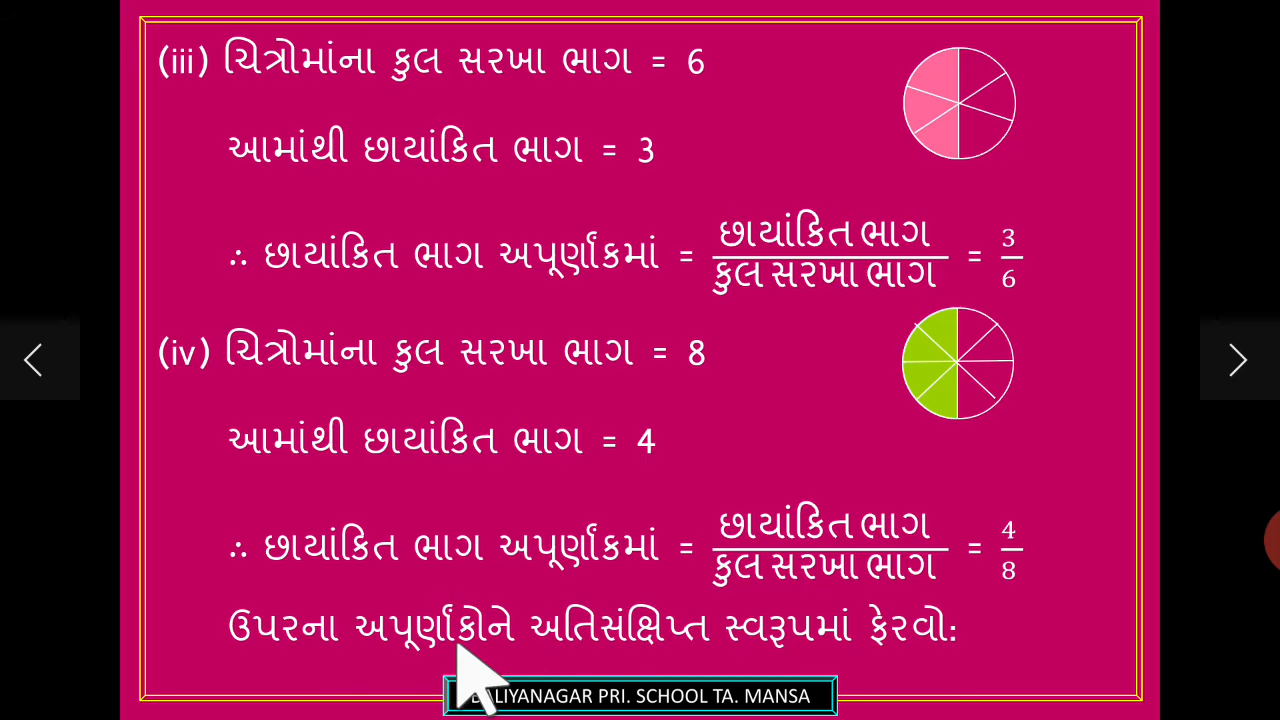 (iii) ચિત્રોમાંના કુલ સરખા ભાગ = 6
આમાંથી છાયાંકિત ભાગ = 3
∴ છાયાંકિત ભાગ અપૂર્ણાંકમાં = છાયાંકિત ભાગ / કુલ સરખા ભાગ = 3/6
(iv) ચિત્રોમાંના કુલ સરખા ભાગ = 8
આમાંથી છાયાંકિત ભાગ = 4
∴ છાયાંકિત ભાગ અપૂર્ણાંકમાં = છાયાંકિત ભાગ / કુલ સરખા ભાગ = 4/8
ઉપરના અપૂર્ણાંકોને અતિસંક્ષિપ્ત સ્વરૂપમાં ફેરવો:
PRI. SCHOOL TA. MANSA